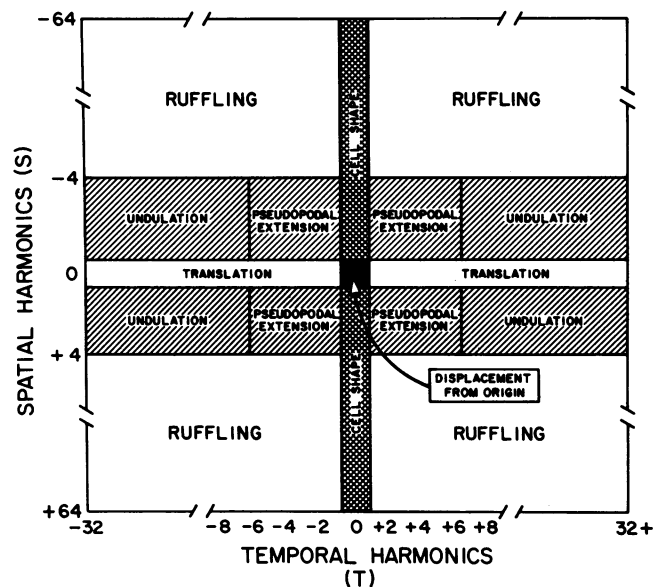 -64
RUFFLING
RUFFLING
CELL SHAPE
-4
UNDULATION
PSEUDOPODAL EXTENSION
PSEUDOPODAL EXTENSION
UNDULATION
SPATIAL HARMONICS (S)
0
TRANSLATION
TRANSLATION
UNDULATION
PSEUDOPODAL EXTENSION
PSEUDOPODAL EXTENSION
UNDULATION
+4
DISPLACEMENT
FROM ORIGIN
CELL SHAPE
RUFFLING
RUFFLING
+64
-32
-8 -6 -4 -2 0 +2 +4 +6 +8
32+
TEMPORAL HARMONICS
(T)